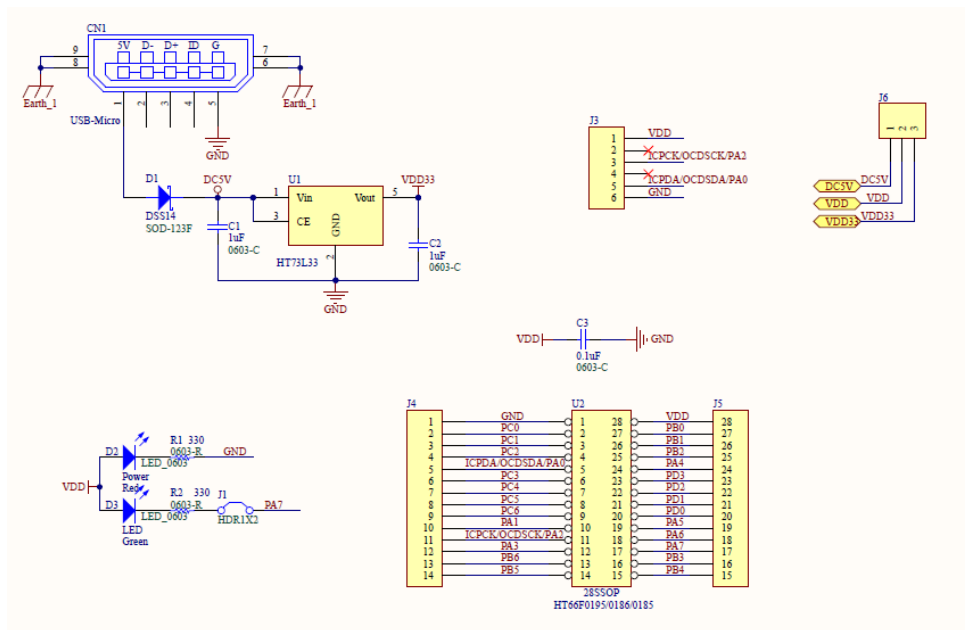 CN1
5V D- D+ ID G
9
8
7
6
Earth_1
Earth_1
1 2 3 4 5
USB-Micro
GND
D1
DSS14
SOD-123F
DC5V
C1
1uF
0603-C
U1
1 Vin Vout 5
3 CE
GND
2
HT73L33
VDD33
C2
1uF
0603-C
GND
J3
1 VDD
2
3 ICPCK/OCDSCK/PA2
4
5 ICPDA/OCDSDA/PA0
6 GND
J6
1 2 3
DC5V DC5V
VDD VDD
VDD33 VDD33
C3
VDD GND
0.1uF
0603-C
D2
R1 330
0603-R
GND
LED_0603
Power
Red
VDD
D3
R2 330
0603-R
LED_0603
J1
HDR1X2
PA7
LED
Green
J4 U2 J5
1 GND 1 28 VDD 28
2 PC0 2 27 PB0 27
3 PC1 3 26 PB1 26
4 PC2 4 25 PB2 25
5 ICPDA/OCDSDA/PA0 5 24 PA4 24
6 PC3 6 23 PD3 23
7 PC4 7 22 PD2 22
8 PC5 8 21 PD1 21
9 PC6 9 20 PD0 20
10 PA1 10 19 PA5 19
11 ICPCK/OCDSCK/PA2 11 18 PA6 18
12 PA3 12 17 PA7 17
13 PB6 13 16 PB3 16
14 PB5 14 15 PB4 15
28SSOP
HT66F0195/0186/0185